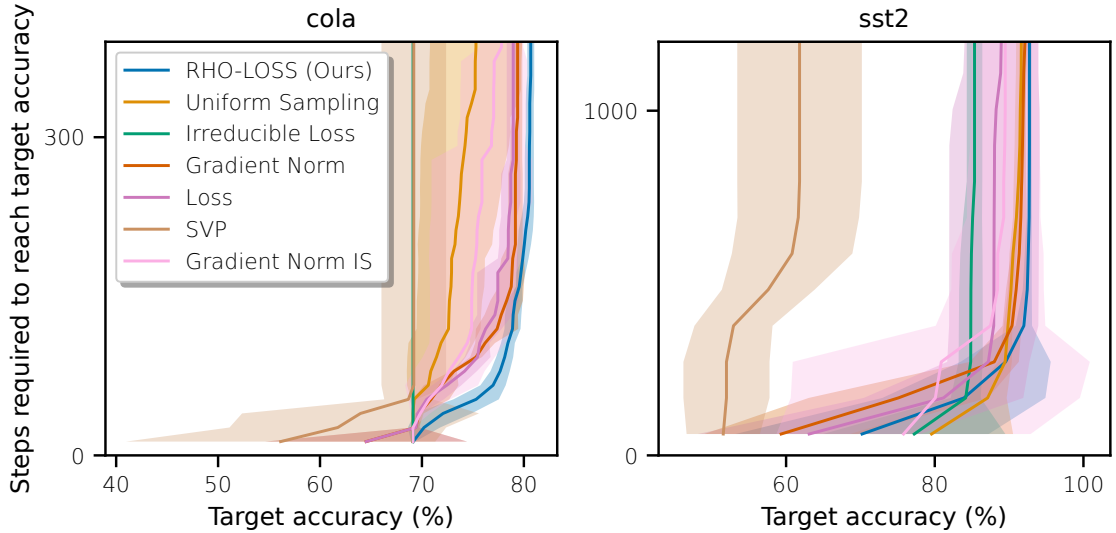 cola
sst2
Steps required to reach target accuracy
300
0
RHO-LOSS (Ours)
Uniform Sampling
Irreducible Loss
Gradient Norm
Loss
SVP
Gradient Norm IS
40
50
60
70
80
Target accuracy (%)
1000
0
60
80
100
Target accuracy (%)